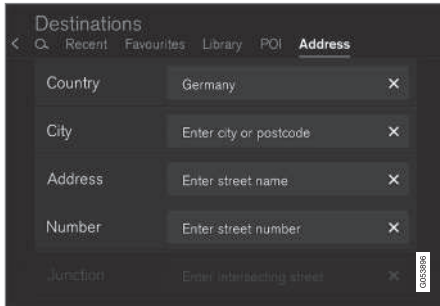 Destinations
< Recent Favourites Library POI Address
Country Germany ×
City Enter city or postcode ×
Address Enter street name ×
Number Enter street number ×
Junction Enter intersecting street
G053896